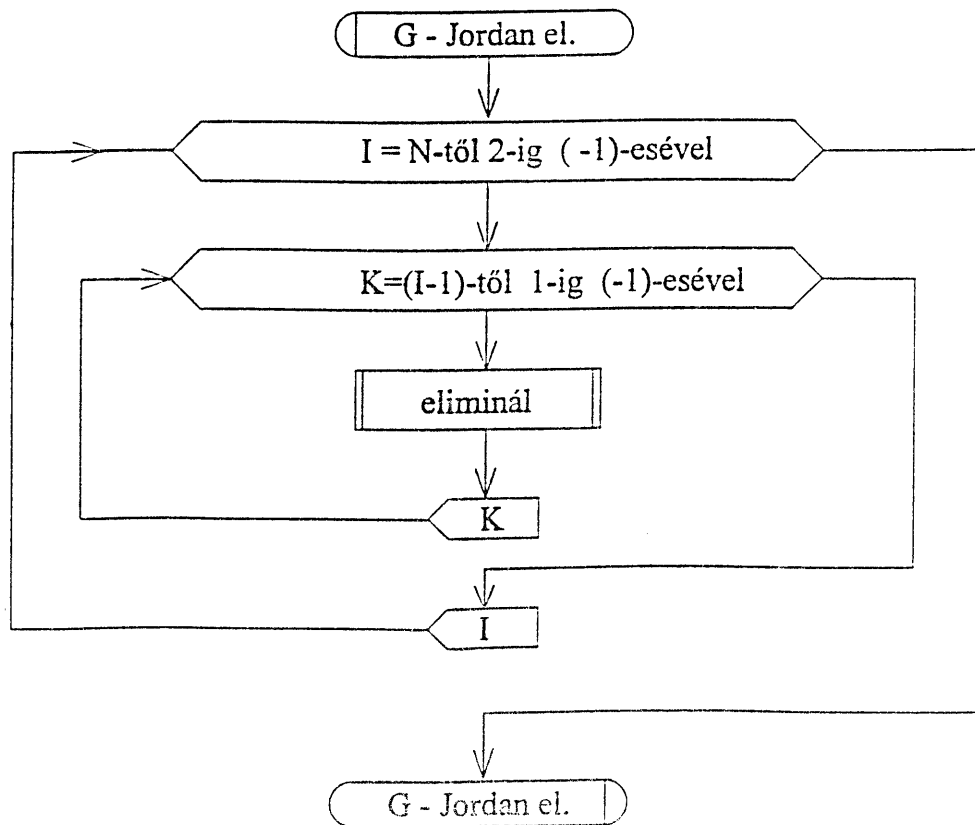 G - Jordan el.
I = N-től 2-ig ( -1)-esével
K=(I-1)-től 1-ig (-1)-esével
eliminál
K
I
G - Jordan el.